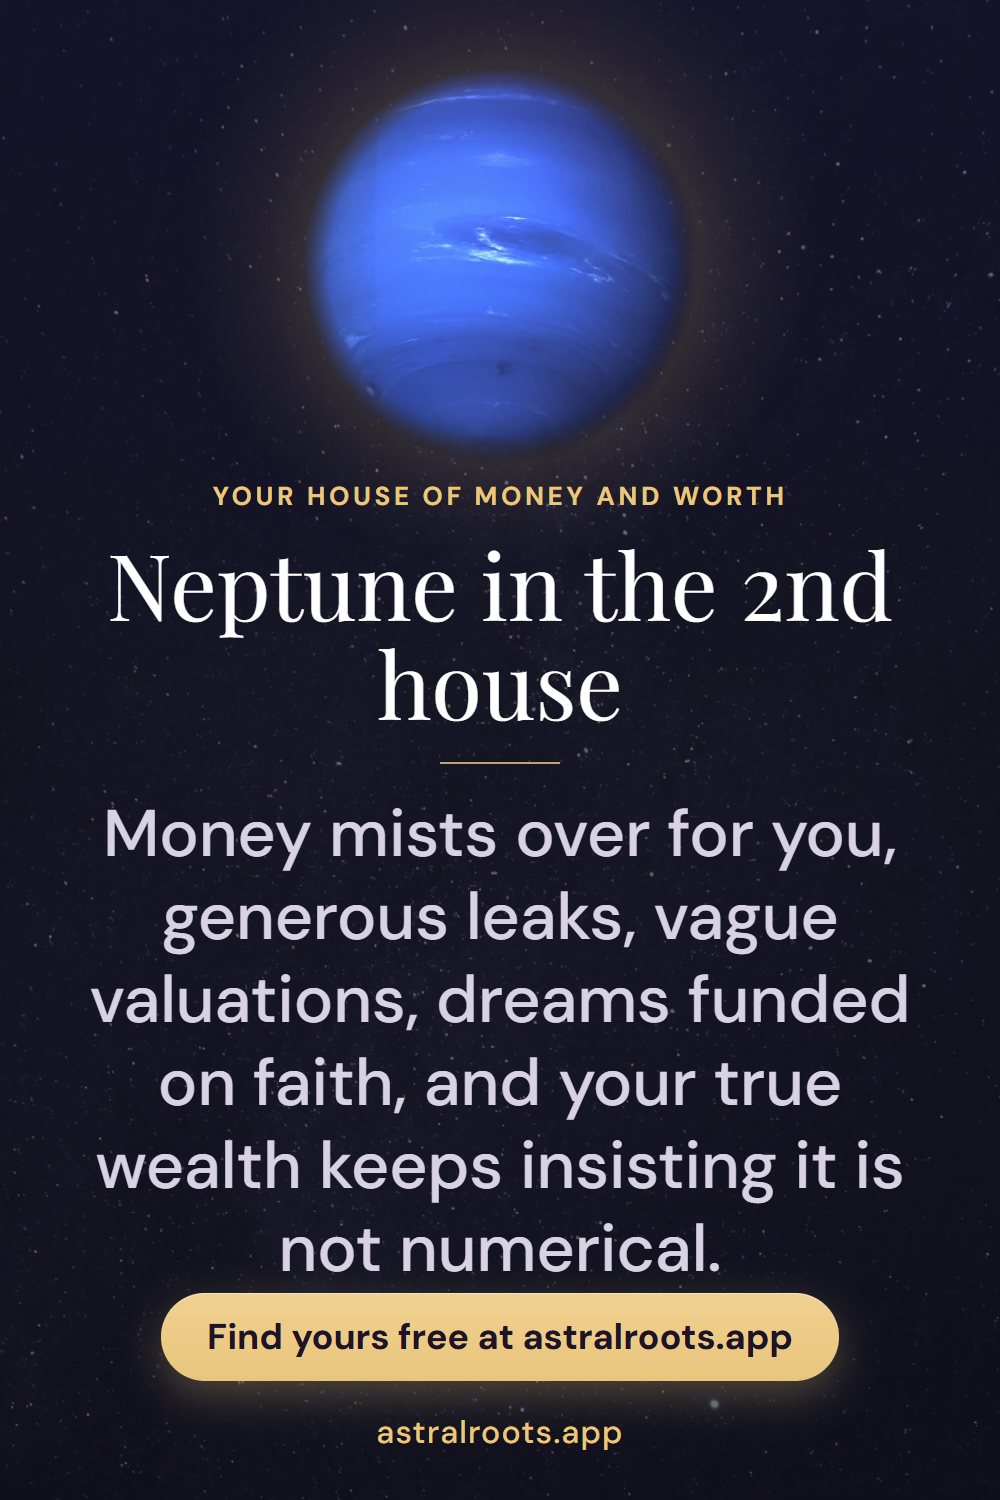 YOUR HOUSE OF MONEY AND WORTH
Neptune in the 2nd
house
Money mists over for you,
generous leaks, vague
valuations, dreams funded
on faith, and your true
wealth keeps insisting it is
not numerical.
Find yours free at astralroots.app
astralroots.app